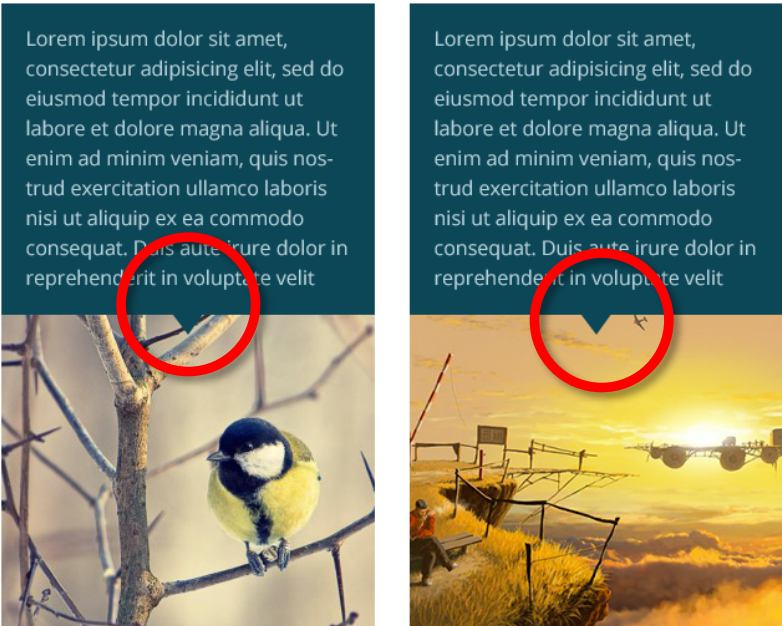 Lorem ipsum dolor sit amet,
consectetur adipisicing elit, sed do
eiusmod tempor incididunt ut
labore et dolore magna aliqua. Ut
enim ad minim veniam, quis nos-
trud exercitation ullamco laboris
nisi ut aliquip ex ea commodo
consequat. Duis aute irure dolor in
reprehenderit in voluptate velit
Lorem ipsum dolor sit amet,
consectetur adipisicing elit, sed do
eiusmod tempor incididunt ut
labore et dolore magna aliqua. Ut
enim ad minim veniam, quis nos-
trud exercitation ullamco laboris
nisi ut aliquip ex ea commodo
consequat. Duis aute irure dolor in
reprehenderit in voluptate velit